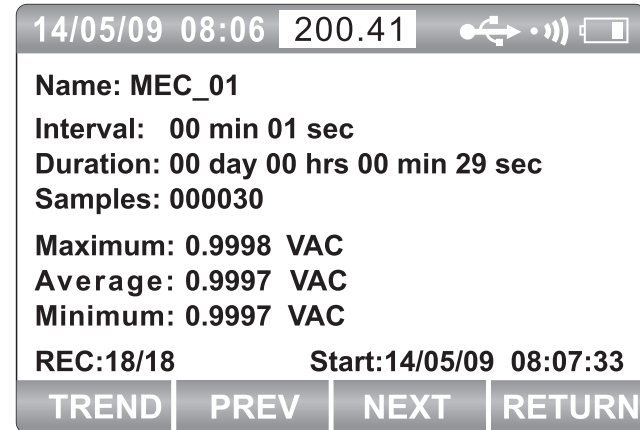 14/05/09 08:06 200.41
Name: MEC_01
Interval: 00 min 01 sec
Duration: 00 day 00 hrs 00 min 29 sec
Samples: 000030
Maximum: 0.9998 VAC
Average: 0.9997 VAC
Minimum: 0.9997 VAC
REC:18/18 Start:14/05/09 08:07:33
TREND PREV NEXT RETURN